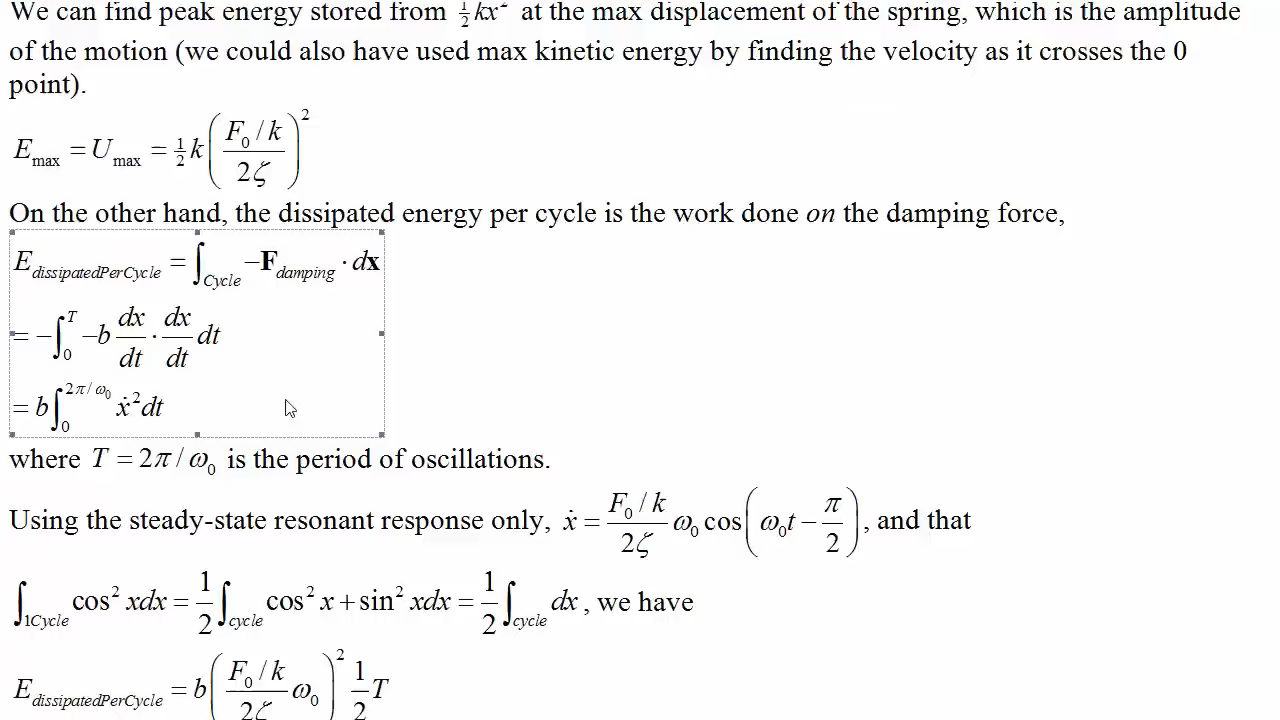 We can find peak energy stored from ½kx² at the max displacement of the spring, which is the amplitude
of the motion (we could also have used max kinetic energy by finding the velocity as it crosses the 0
point).
E_max = U_max = ½k((F₀/k)/(2ζ))²
On the other hand, the dissipated energy per cycle is the work done on the damping force,
E_dissipatedPerCycle = ∫_Cycle −F_damping · dx
= −∫₀^T −b dx/dt · dx/dt dt
= b∫₀^(2π/ω₀) ẋ²dt
where T = 2π/ω₀ is the period of oscillations.
Using the steady-state resonant response only, ẋ = (F₀/k)/(2ζ) ω₀ cos(ω₀t − π/2), and that
∫_1Cycle cos² xdx = 1/2 ∫_cycle cos² x + sin² xdx = 1/2 ∫_cycle dx, we have
E_dissipatedPerCycle = b((F₀/k)/(2ζ) ω₀)² 1/2 T